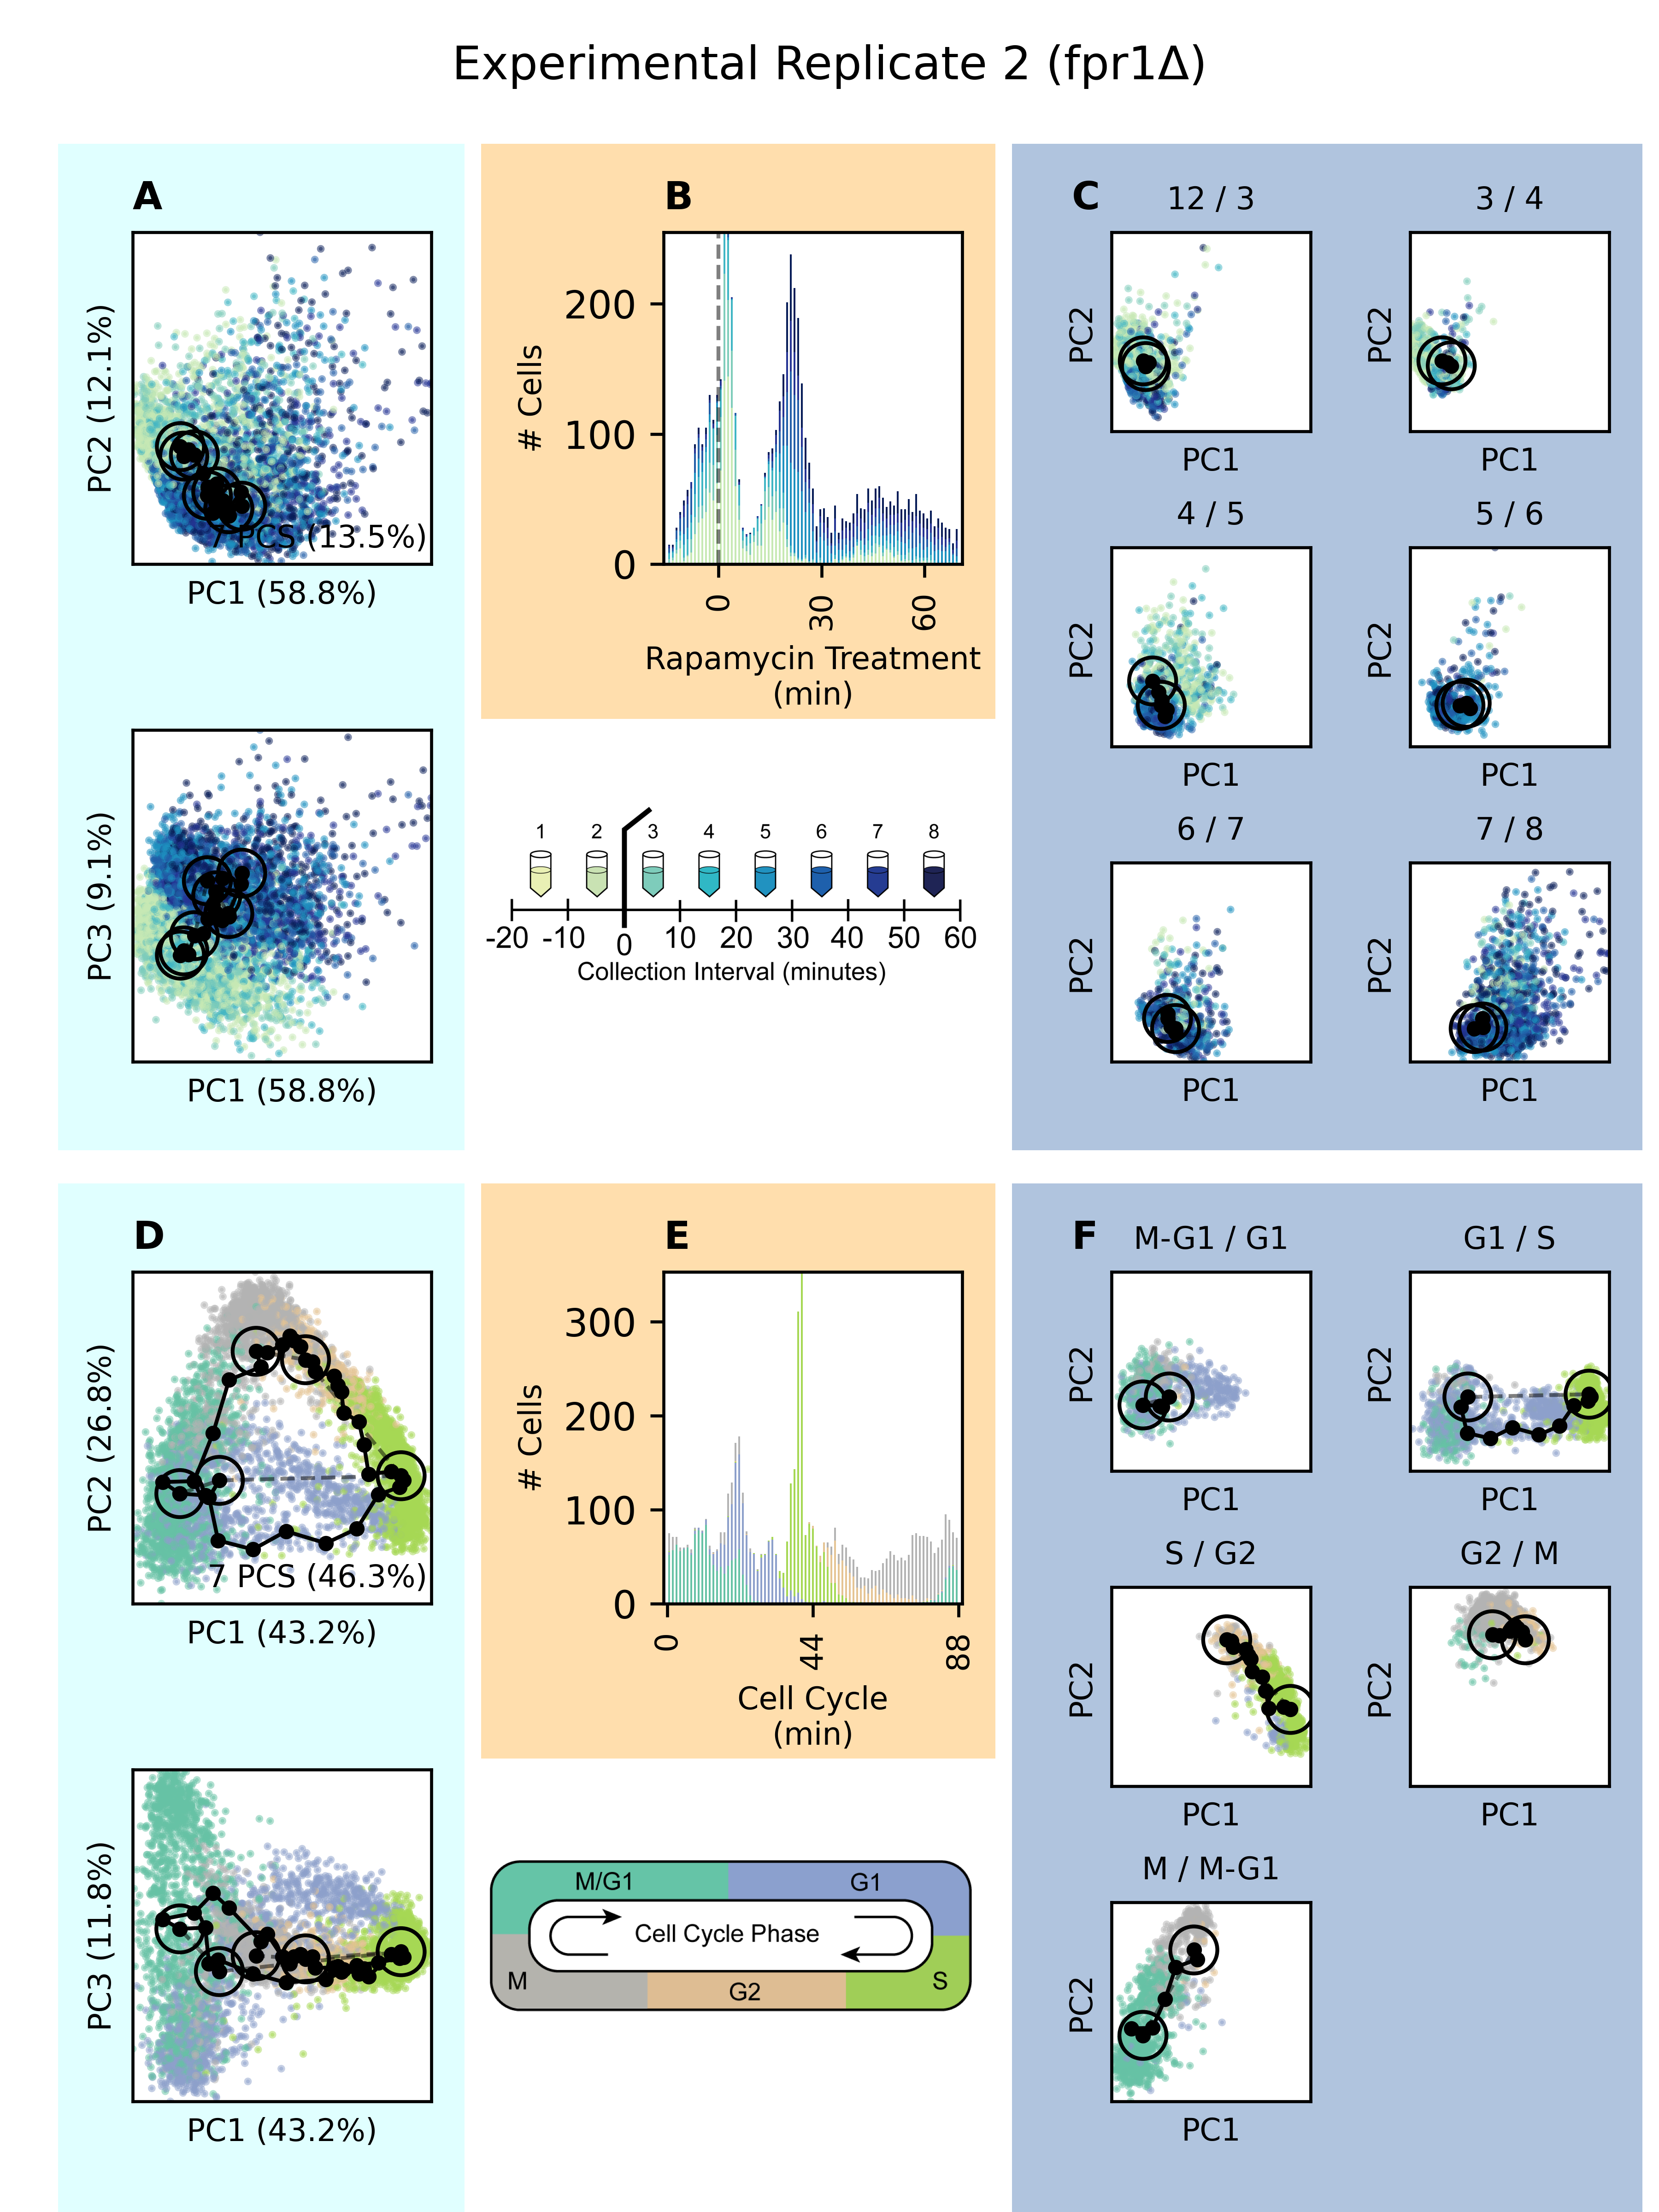 Experimental Replicate 2 (fpr1Δ)
A
PC2 (12.1%)
7 PCS (13.5%)
PC1 (58.8%)
PC3 (9.1%)
PC1 (58.8%)
B
# Cells
200
100
0
0
30
60
Rapamycin Treatment
(min)
1 2 3 4 5 6 7 8
-20 -10 0 10 20 30 40 50 60
Collection Interval (minutes)
C
12 / 3
PC2
PC1
3 / 4
PC2
PC1
4 / 5
PC2
PC1
5 / 6
PC2
PC1
6 / 7
PC2
PC1
7 / 8
PC2
PC1
D
PC2 (26.8%)
7 PCS (46.3%)
PC1 (43.2%)
PC3 (11.8%)
PC1 (43.2%)
E
# Cells
300
200
100
0
0
44
88
Cell Cycle
(min)
M/G1
G1
Cell Cycle Phase
M
G2
S
F
M-G1 / G1
PC2
PC1
G1 / S
PC2
PC1
S / G2
PC2
PC1
G2 / M
PC2
PC1
M / M-G1
PC2
PC1